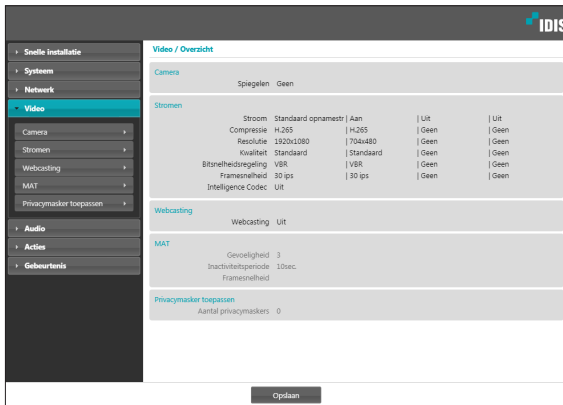 IDIS
Snelle installatie
Systeem
Netwerk
Video
Camera
Stromen
Webcasting
MAT
Privacymasker toepassen
Audio
Acties
Gebeurtenis
Video / Overzicht
Camera
Spiegelen Geen
Stromen
Stroom Standaard opnamestr | Aan | Uit | Uit
Compressie H.265 | H.265 | Geen | Geen
Resolutie 1920x1080 | 704x480 | Geen | Geen
Kwaliteit Standaard | Standaard | Geen | Geen
Bitsnelheidsregeling VBR | VBR | Geen | Geen
Framesnelheid 30 ips | 30 ips | Geen | Geen
Intelligence Codec Uit
Webcasting
Webcasting Uit
MAT
Gevoeligheid 3
Inactiviteitsperiode 10sec.
Framesnelheid
Privacymasker toepassen
Aantal privacymaskers 0
Opslaan